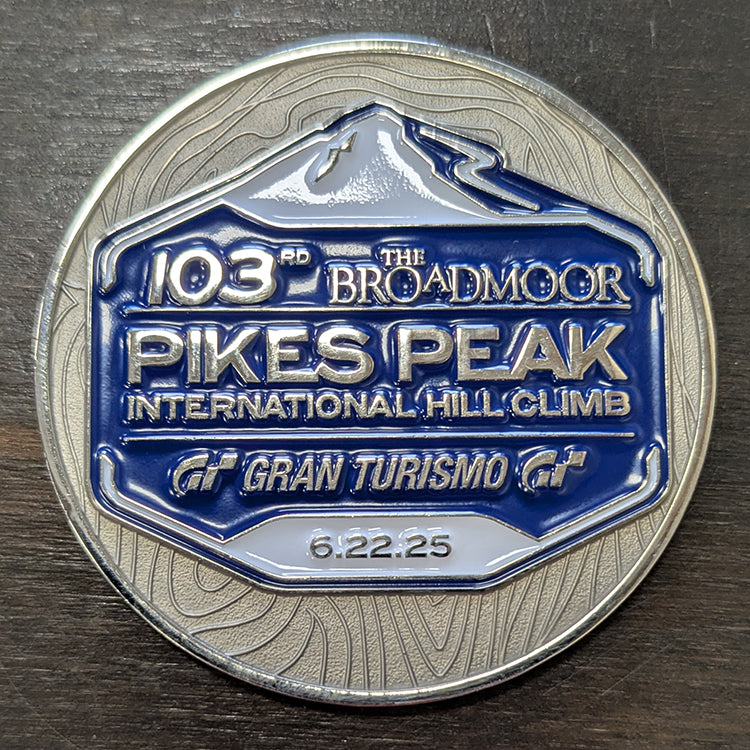 103RD THE BROADMOOR
PIKES PEAK
INTERNATIONAL HILL CLIMB
GT GRAN TURISMO GT
6.22.25